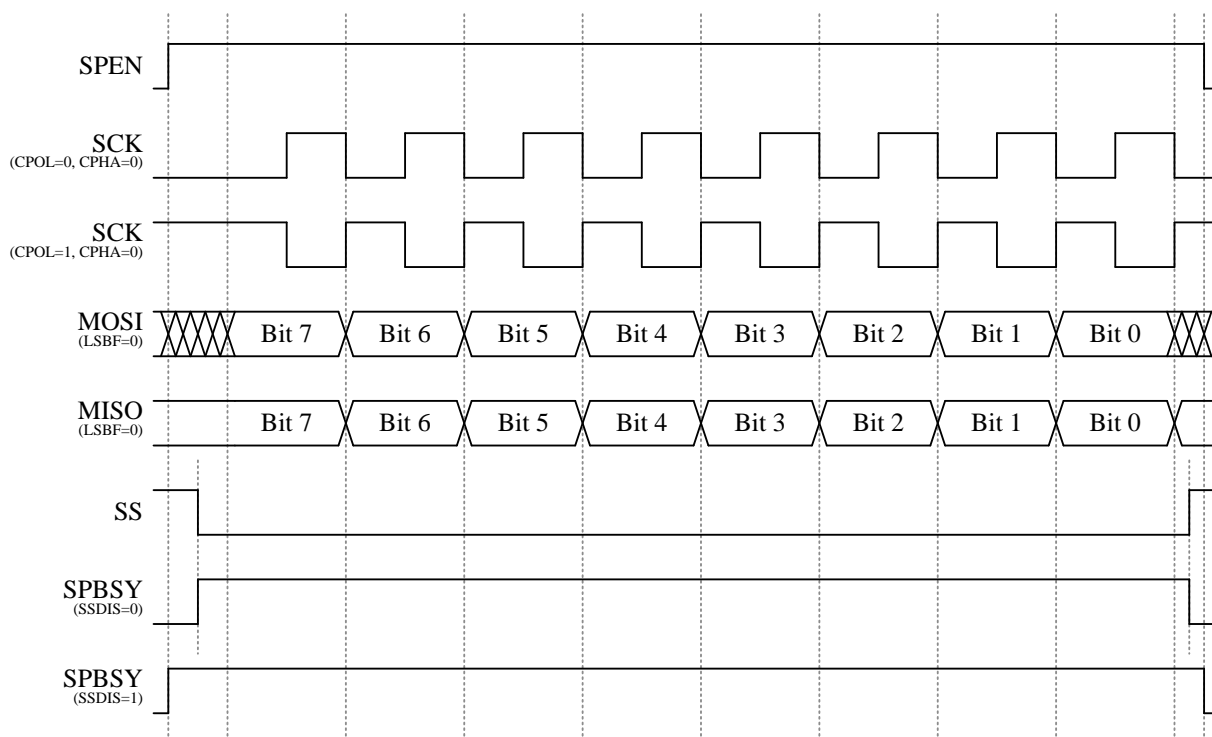 SPEN
SCK
(CPOL=0, CPHA=0)
SCK
(CPOL=1, CPHA=0)
MOSI
(LSBF=0)
Bit 7 Bit 6 Bit 5 Bit 4 Bit 3 Bit 2 Bit 1 Bit 0
MISO
(LSBF=0)
Bit 7 Bit 6 Bit 5 Bit 4 Bit 3 Bit 2 Bit 1 Bit 0
SS
SPBSY
(SSDIS=0)
SPBSY
(SSDIS=1)